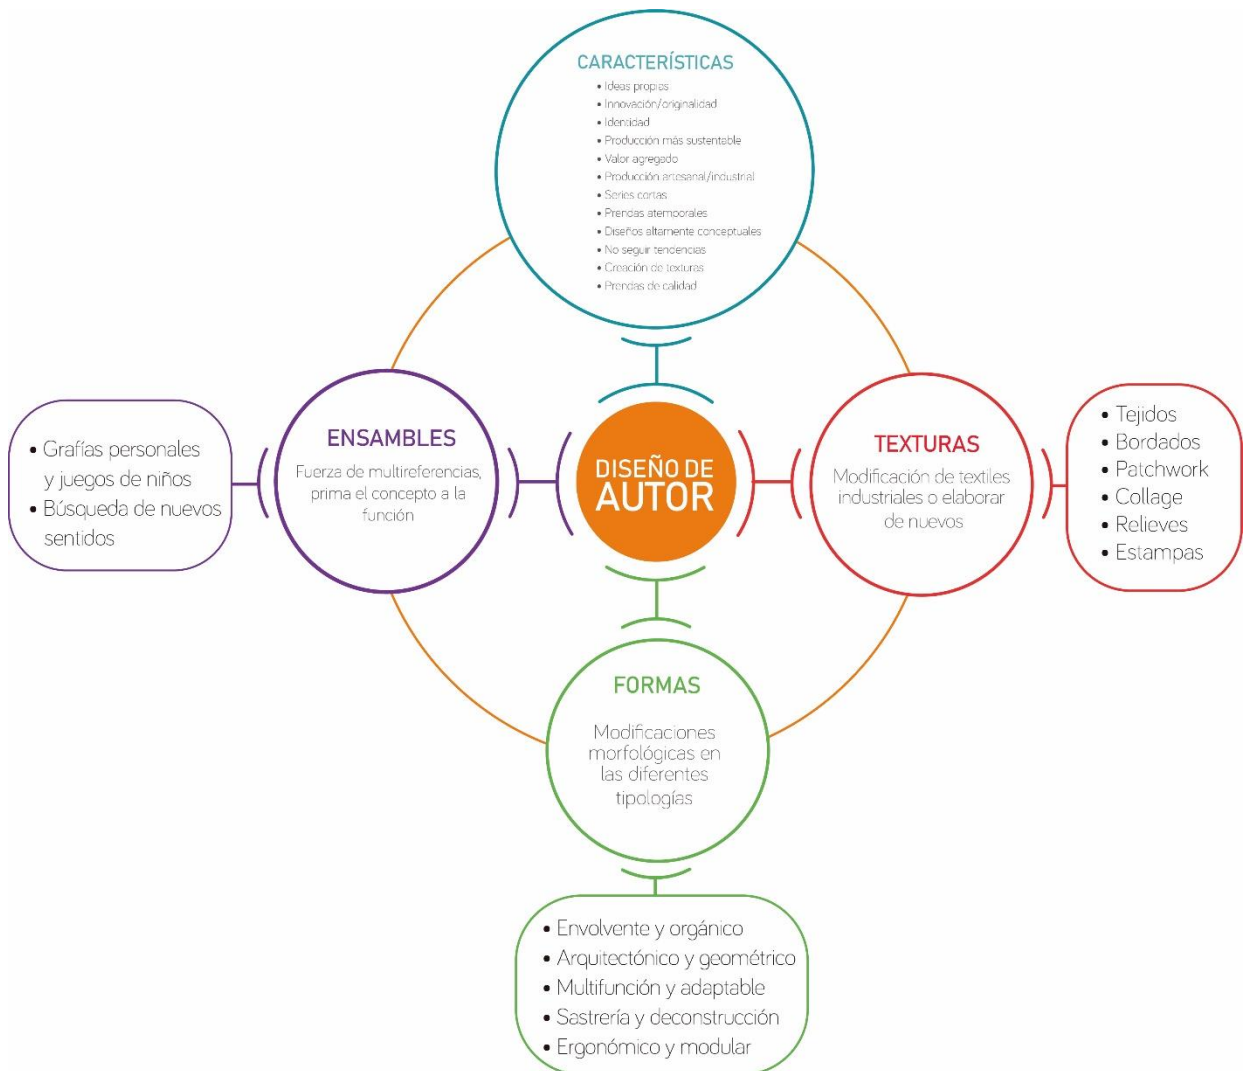 CARACTERÍSTICAS
• Ideas propias
• Innovación/originalidad
• Identidad
• Producción más sustentable
• Valor agregado
• Producción artesanal/industrial
• Series cortas
• Prendas atemporales
• Diseños altamente conceptuales
• No seguir tendencias
• Creación de texturas
• Prendas de calidad
• Grafías personales
y juegos de niños
• Búsqueda de nuevos
sentidos
ENSAMBLES
Fuerza de multireferencias,
prima el concepto a la
función
DISEÑO DE
AUTOR
TEXTURAS
Modificación de textiles
industriales o elaborar
de nuevos
• Tejidos
• Bordados
• Patchwork
• Collage
• Relieves
• Estampas
FORMAS
Modificaciones
morfológicas en
las diferentes
tipologías
• Envolvente y orgánico
• Arquitectónico y geométrico
• Multifunción y adaptable
• Sastrería y deconstrucción
• Ergonómico y modular